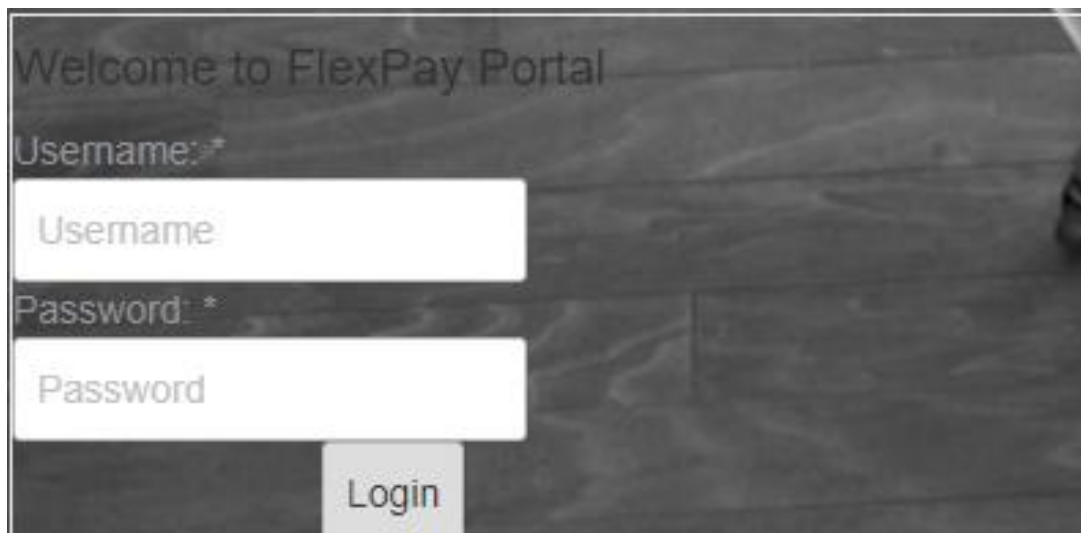 Welcome to FlexPay Portal
Username: *
Username
Password: *
Password
Login